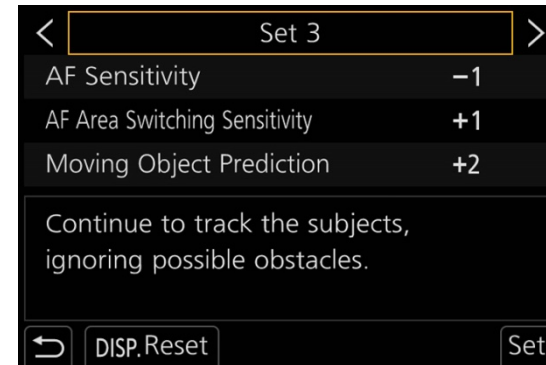 Set 3
AF Sensitivity −1
AF Area Switching Sensitivity +1
Moving Object Prediction +2
Continue to track the subjects,
ignoring possible obstacles.
DISP. Reset Set